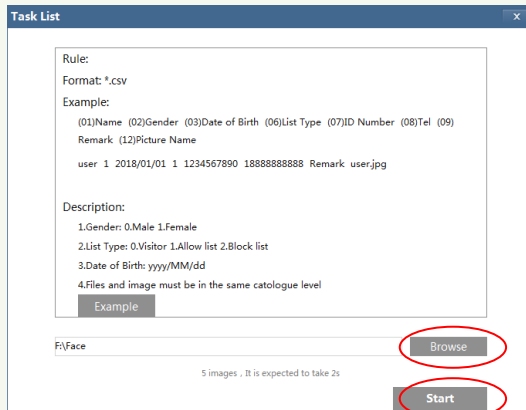 Task List
x
Rule:
Format: *.csv
Example:
(01)Name (02)Gender (03)Date of Birth (06)List Type (07)ID Number (08)Tel (09)
Remark (12)Picture Name
user 1 2018/01/01 1 1234567890 18888888888 Remark user.jpg
Description:
1.Gender: 0.Male 1.Female
2.List Type: 0.Visitor 1.Allow list 2.Block list
3.Date of Birth: yyyy/MM/dd
4.Files and image must be in the same catologue level
Example
F:\Face
Browse
5 images , It is expected to take 2s
Start